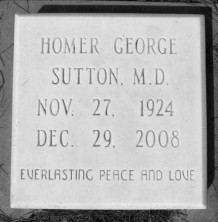 HOMER GEORGE
SUTTON, M.D.
NOV. 27, 1924
DEC. 29, 2008
EVERLASTING PEACE AND LOVE